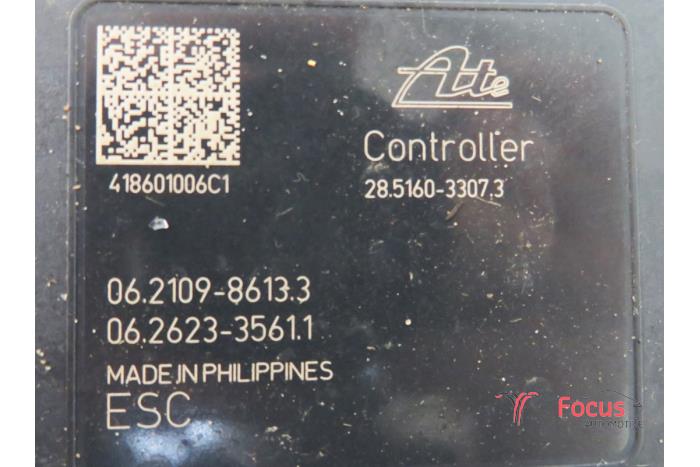 Ate
418601006C1
Controller
28.5160-3307.3
06.2109-8613.3
06.2623-3561.1
MADE IN PHILIPPINES
ESC
Focus
AUTOMOTIVE